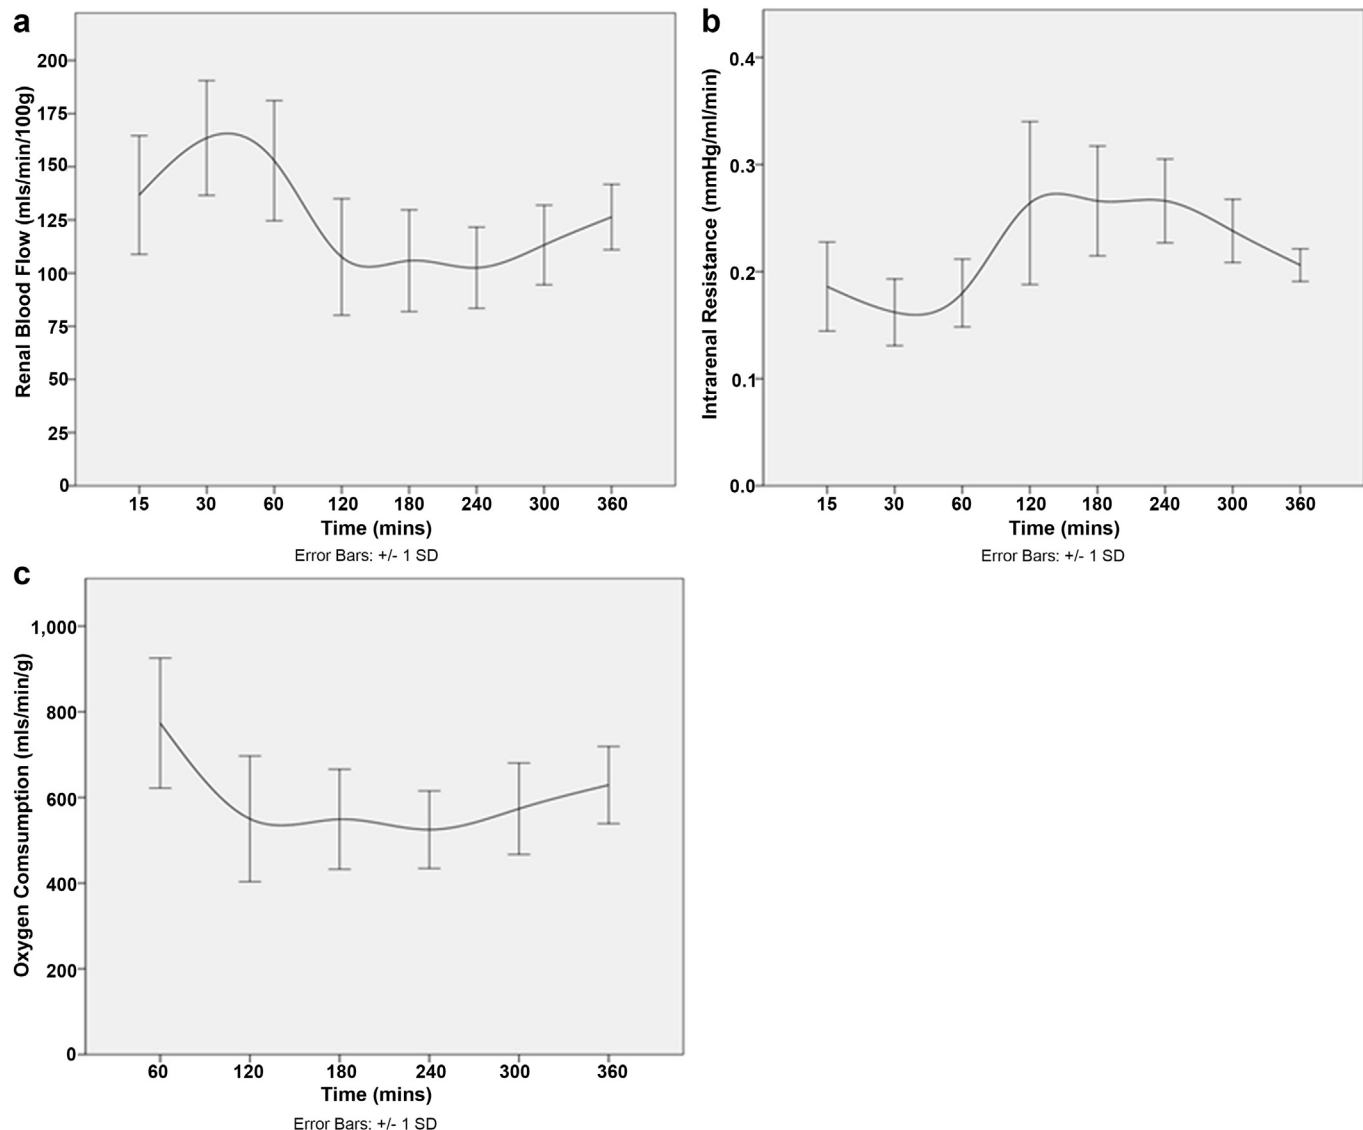 a
Renal Blood Flow (mls/min/100g)
200
175
150
125
100
75
50
25
0
15 30 60 120 180 240 300 360
Time (mins)
Error Bars: +/- 1 SD
b
Intrarenal Resistance (mmHg/ml/min)
0.4
0.3
0.2
0.1
0.0
15 30 60 120 180 240 300 360
Time (mins)
Error Bars: +/- 1 SD
c
Oxygen Comsumption (mls/min/g)
1,000
800
600
400
200
0
60 120 180 240 300 360
Time (mins)
Error Bars: +/- 1 SD